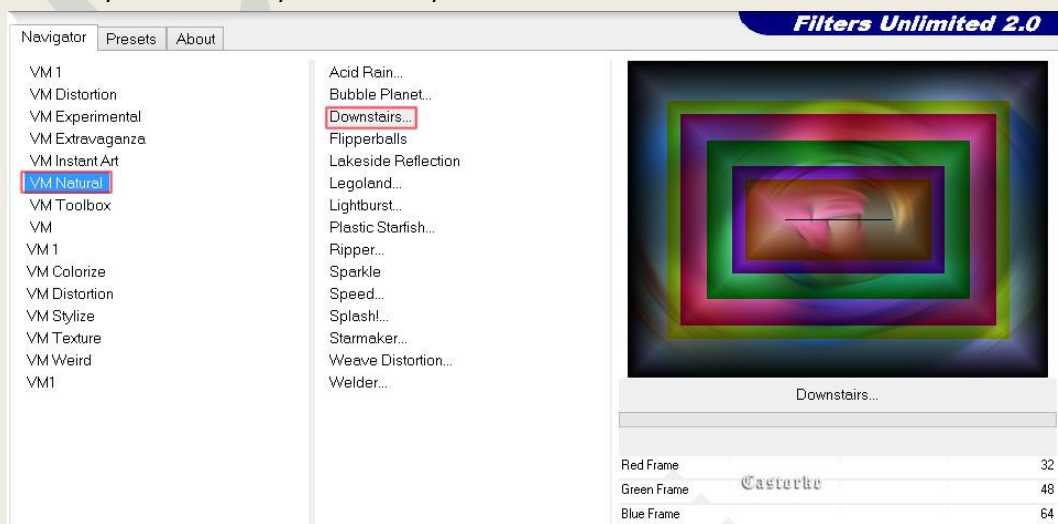 Filters Unlimited 2.0
Navigator Presets About
VM 1
VM Distortion
VM Experimental
VM Extravaganza
VM Instant Art
VM Natural
VM Toolbox
VM
VM 1
VM Colorize
VM Distortion
VM Stylize
VM Texture
VM Weird
VM1
Acid Rain...
Bubble Planet...
Downstairs...
Flipperballs
Lakeside Reflection
Legoland...
Lightburst...
Plastic Starfish...
Ripper...
Sparkle
Speed...
Splash!...
Starmaker...
Weave Distortion...
Welder...
Downstairs...
Red Frame 32
Green Frame 48
Blue Frame 64
Castorke